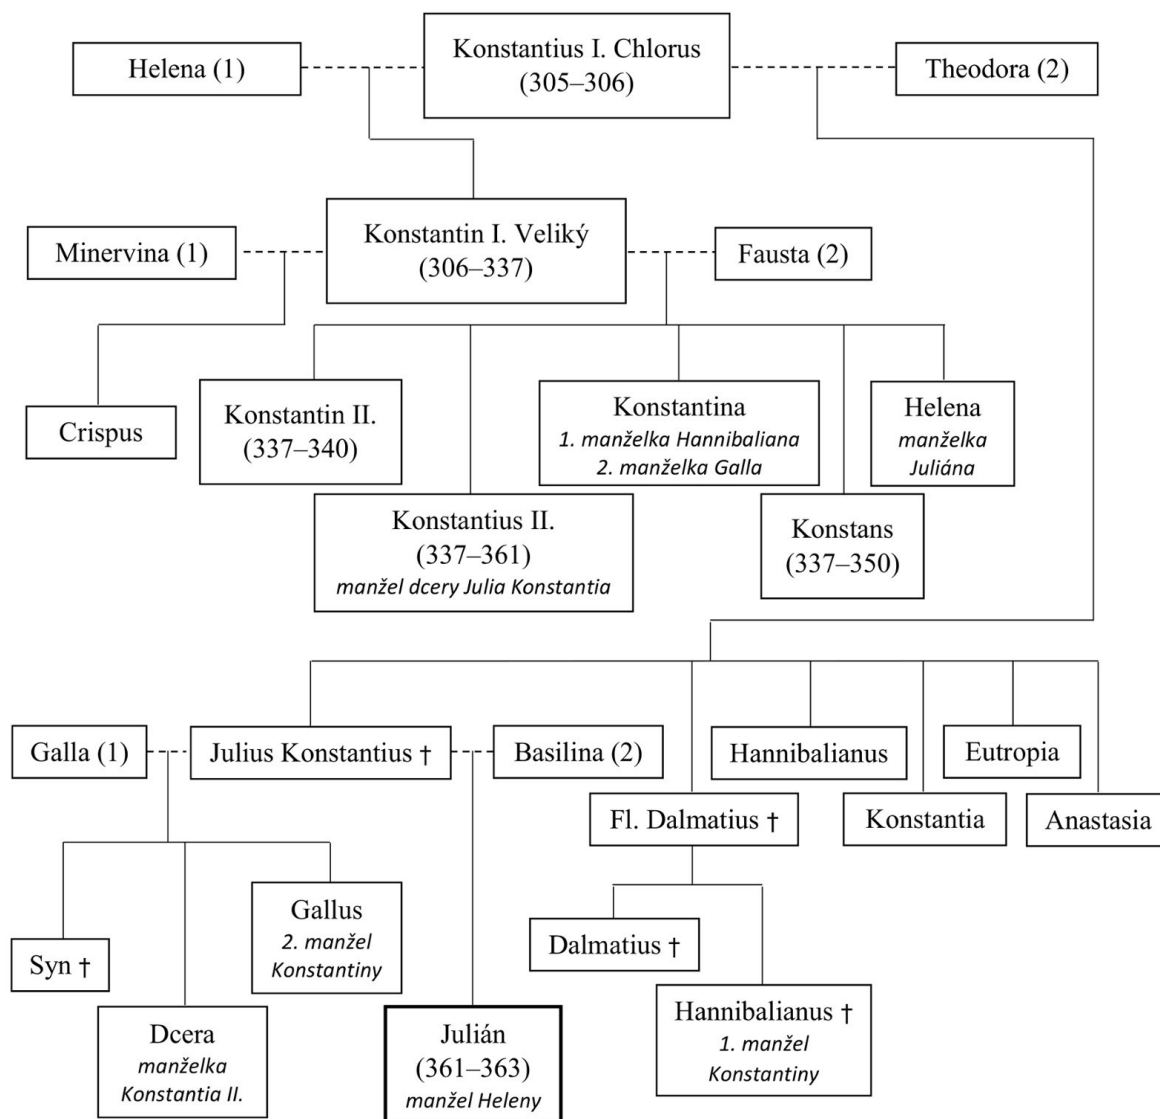 Helena (1)
Konstantius I. Chlorus
(305–306)
Theodora (2)
Minervina (1)
Konstantin I. Veliký
(306–337)
Fausta (2)
Crispus
Konstantin II.
(337–340)
Konstantina
1. manželka Hannibaliana
2. manželka Galla
Helena
manželka
Juliána
Konstantius II.
(337–361)
manžel dcery Julia Konstantia
Konstans
(337–350)
Galla (1)
Julius Konstantius †
Basilina (2)
Hannibalianus
Eutropia
Fl. Dalmatius †
Konstantia
Anastasia
Syn †
Gallus
2. manžel
Konstantiny
Dalmatius †
Dcera
manželka
Konstantia II.
Julián
(361–363)
manžel Heleny
Hannibalianus †
1. manžel
Konstantiny